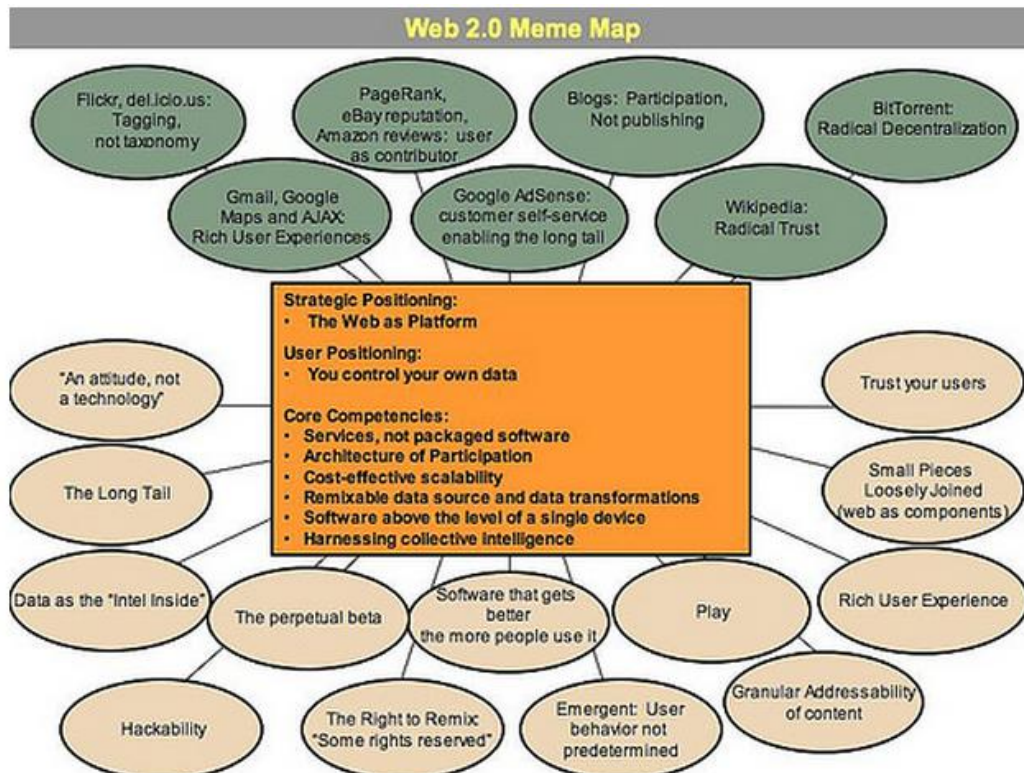 Web 2.0 Meme Map
Flickr, del.icio.us:
Tagging,
not taxonomy
PageRank,
eBay reputation,
Amazon reviews: user
as contributor
Blogs: Participation,
Not publishing
BitTorrent:
Radical Decentralization
Gmail, Google
Maps and AJAX:
Rich User Experiences
Google AdSense:
customer self-service
enabling the long tail
Wikipedia:
Radical Trust
Strategic Positioning:
• The Web as Platform
User Positioning:
• You control your own data
Core Competencies:
• Services, not packaged software
• Architecture of Participation
• Cost-effective scalability
• Remixable data source and data transformations
• Software above the level of a single device
• Harnessing collective intelligence
"An attitude, not
a technology"
Trust your users
The Long Tail
Small Pieces
Loosely Joined
(web as components)
Data as the "Intel Inside"
The perpetual beta
Software that gets
better
the more people use it
Play
Rich User Experience
Hackability
The Right to Remix:
"Some rights reserved"
Emergent: User
behavior not
predetermined
Granular Addressability
of content